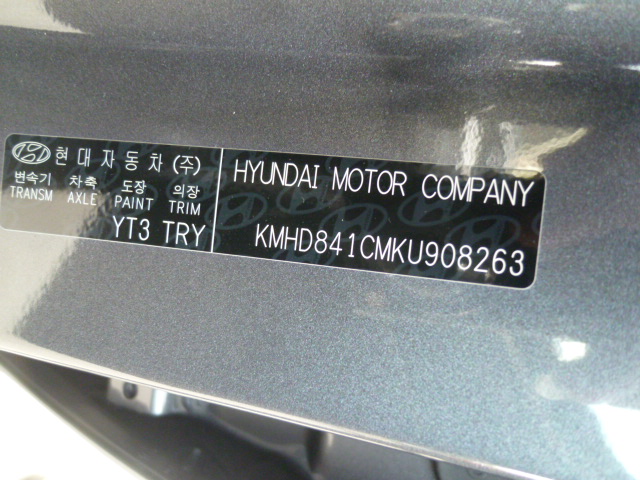 현대자동차(주)
변속기 차축 도장 의장
TRANSM AXLE PAINT TRIM
YT3 TRY
HYUNDAI MOTOR COMPANY
KMHD841CMKU908263